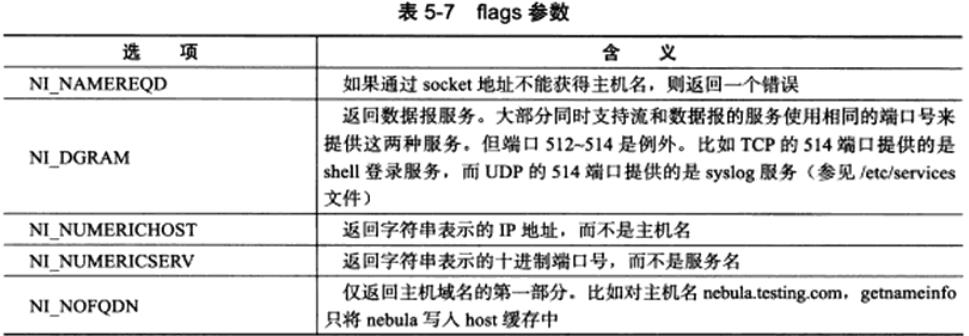 表 5-7 flags 参数
选 项 含 义
NI_NAMEREQD 如果通过 socket 地址不能获得主机名，则返回一个错误
NI_DGRAM 返回数据报服务。大部分同时支持流和数据报的服务使用相同的端口号来
提供这两种服务。但端口 512~514 是例外。比如 TCP 的 514 端口提供的是
shell 登录服务，而 UDP 的 514 端口提供的是 syslog 服务（参见 /etc/services
文件）
NI_NUMERICHOST 返回字符串表示的 IP 地址，而不是主机名
NI_NUMERICSERV 返回字符串表示的十进制端口号，而不是服务名
NI_NOFQDN 仅返回主机域名的第一部分。比如对主机名 nebula.testing.com，getnameinfo
只将 nebula 写入 host 缓存中